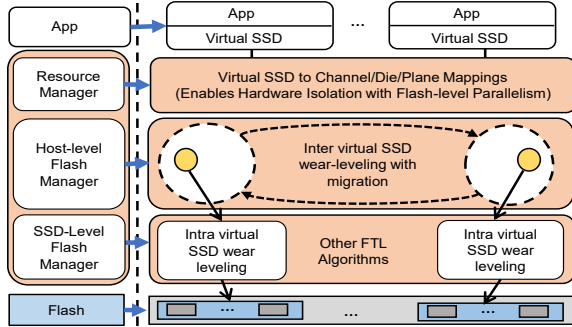 App
App
Virtual SSD
...
App
Virtual SSD
Resource
Manager
Virtual SSD to Channel/Die/Plane Mappings
(Enables Hardware Isolation with Flash-level Parallelism)
Host-level
Flash
Manager
Inter virtual SSD
wear-leveling with
migration
SSD-Level
Flash
Manager
Intra virtual
SSD wear
leveling
Other FTL
Algorithms
Intra virtual
SSD wear
leveling
Flash
...
...
...